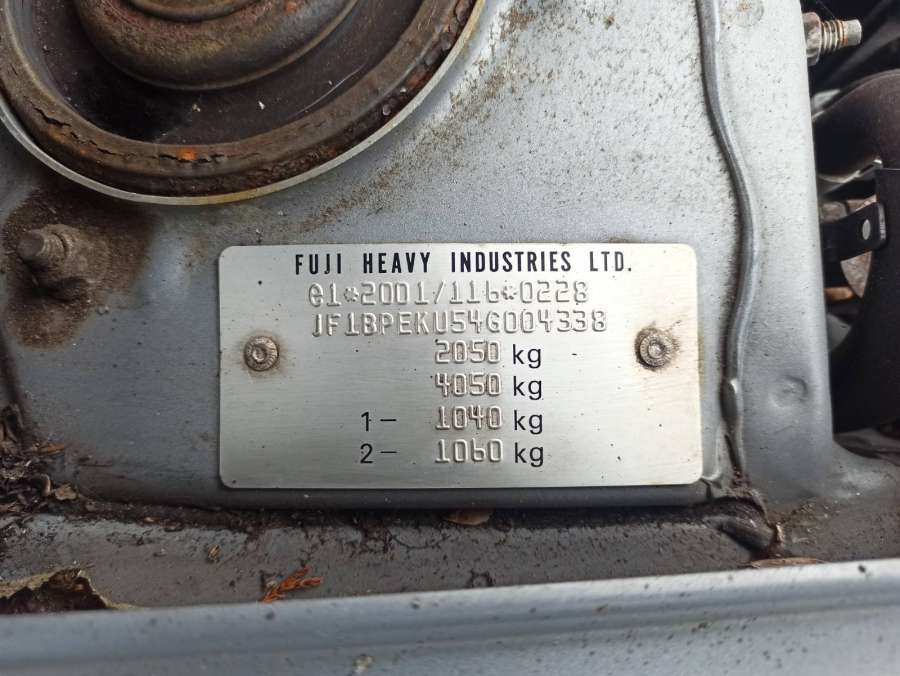 FUJI HEAVY INDUSTRIES LTD.
e1*2001/116*0228
JF1BPEKU54G004338
2050 kg
4050 kg
1- 1040 kg
2- 1060 kg